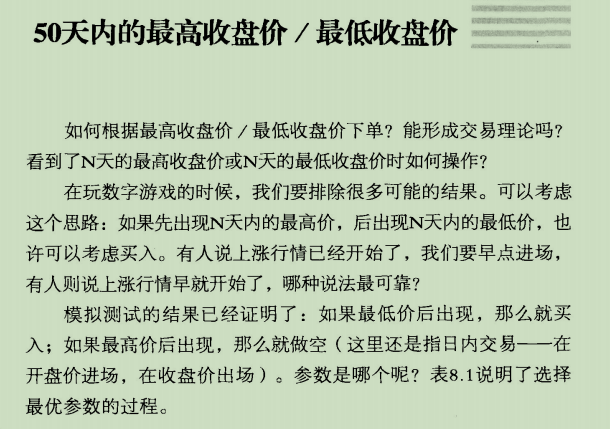 50天内的最高收盘价／最低收盘价
如何根据最高收盘价／最低收盘价下单？能形成交易理论吗？
看到了N天的最高收盘价或N天的最低收盘价时如何操作？
在玩数字游戏的时候，我们要排除很多可能的结果。可以考虑
这个思路：如果先出现N天内的最高价，后出现N天内的最低价，也
许可以考虑买入。有人说上涨行情已经开始了，我们要早点进场，
有人则说上涨行情早就开始了，哪种说法最可靠？
模拟测试的结果已经证明了：如果最低价后出现，那么就买
入；如果最高价后出现，那么就做空（这里还是指日内交易——在
开盘价进场，在收盘价出场）。参数是哪个呢？表8.1说明了选择
最优参数的过程。